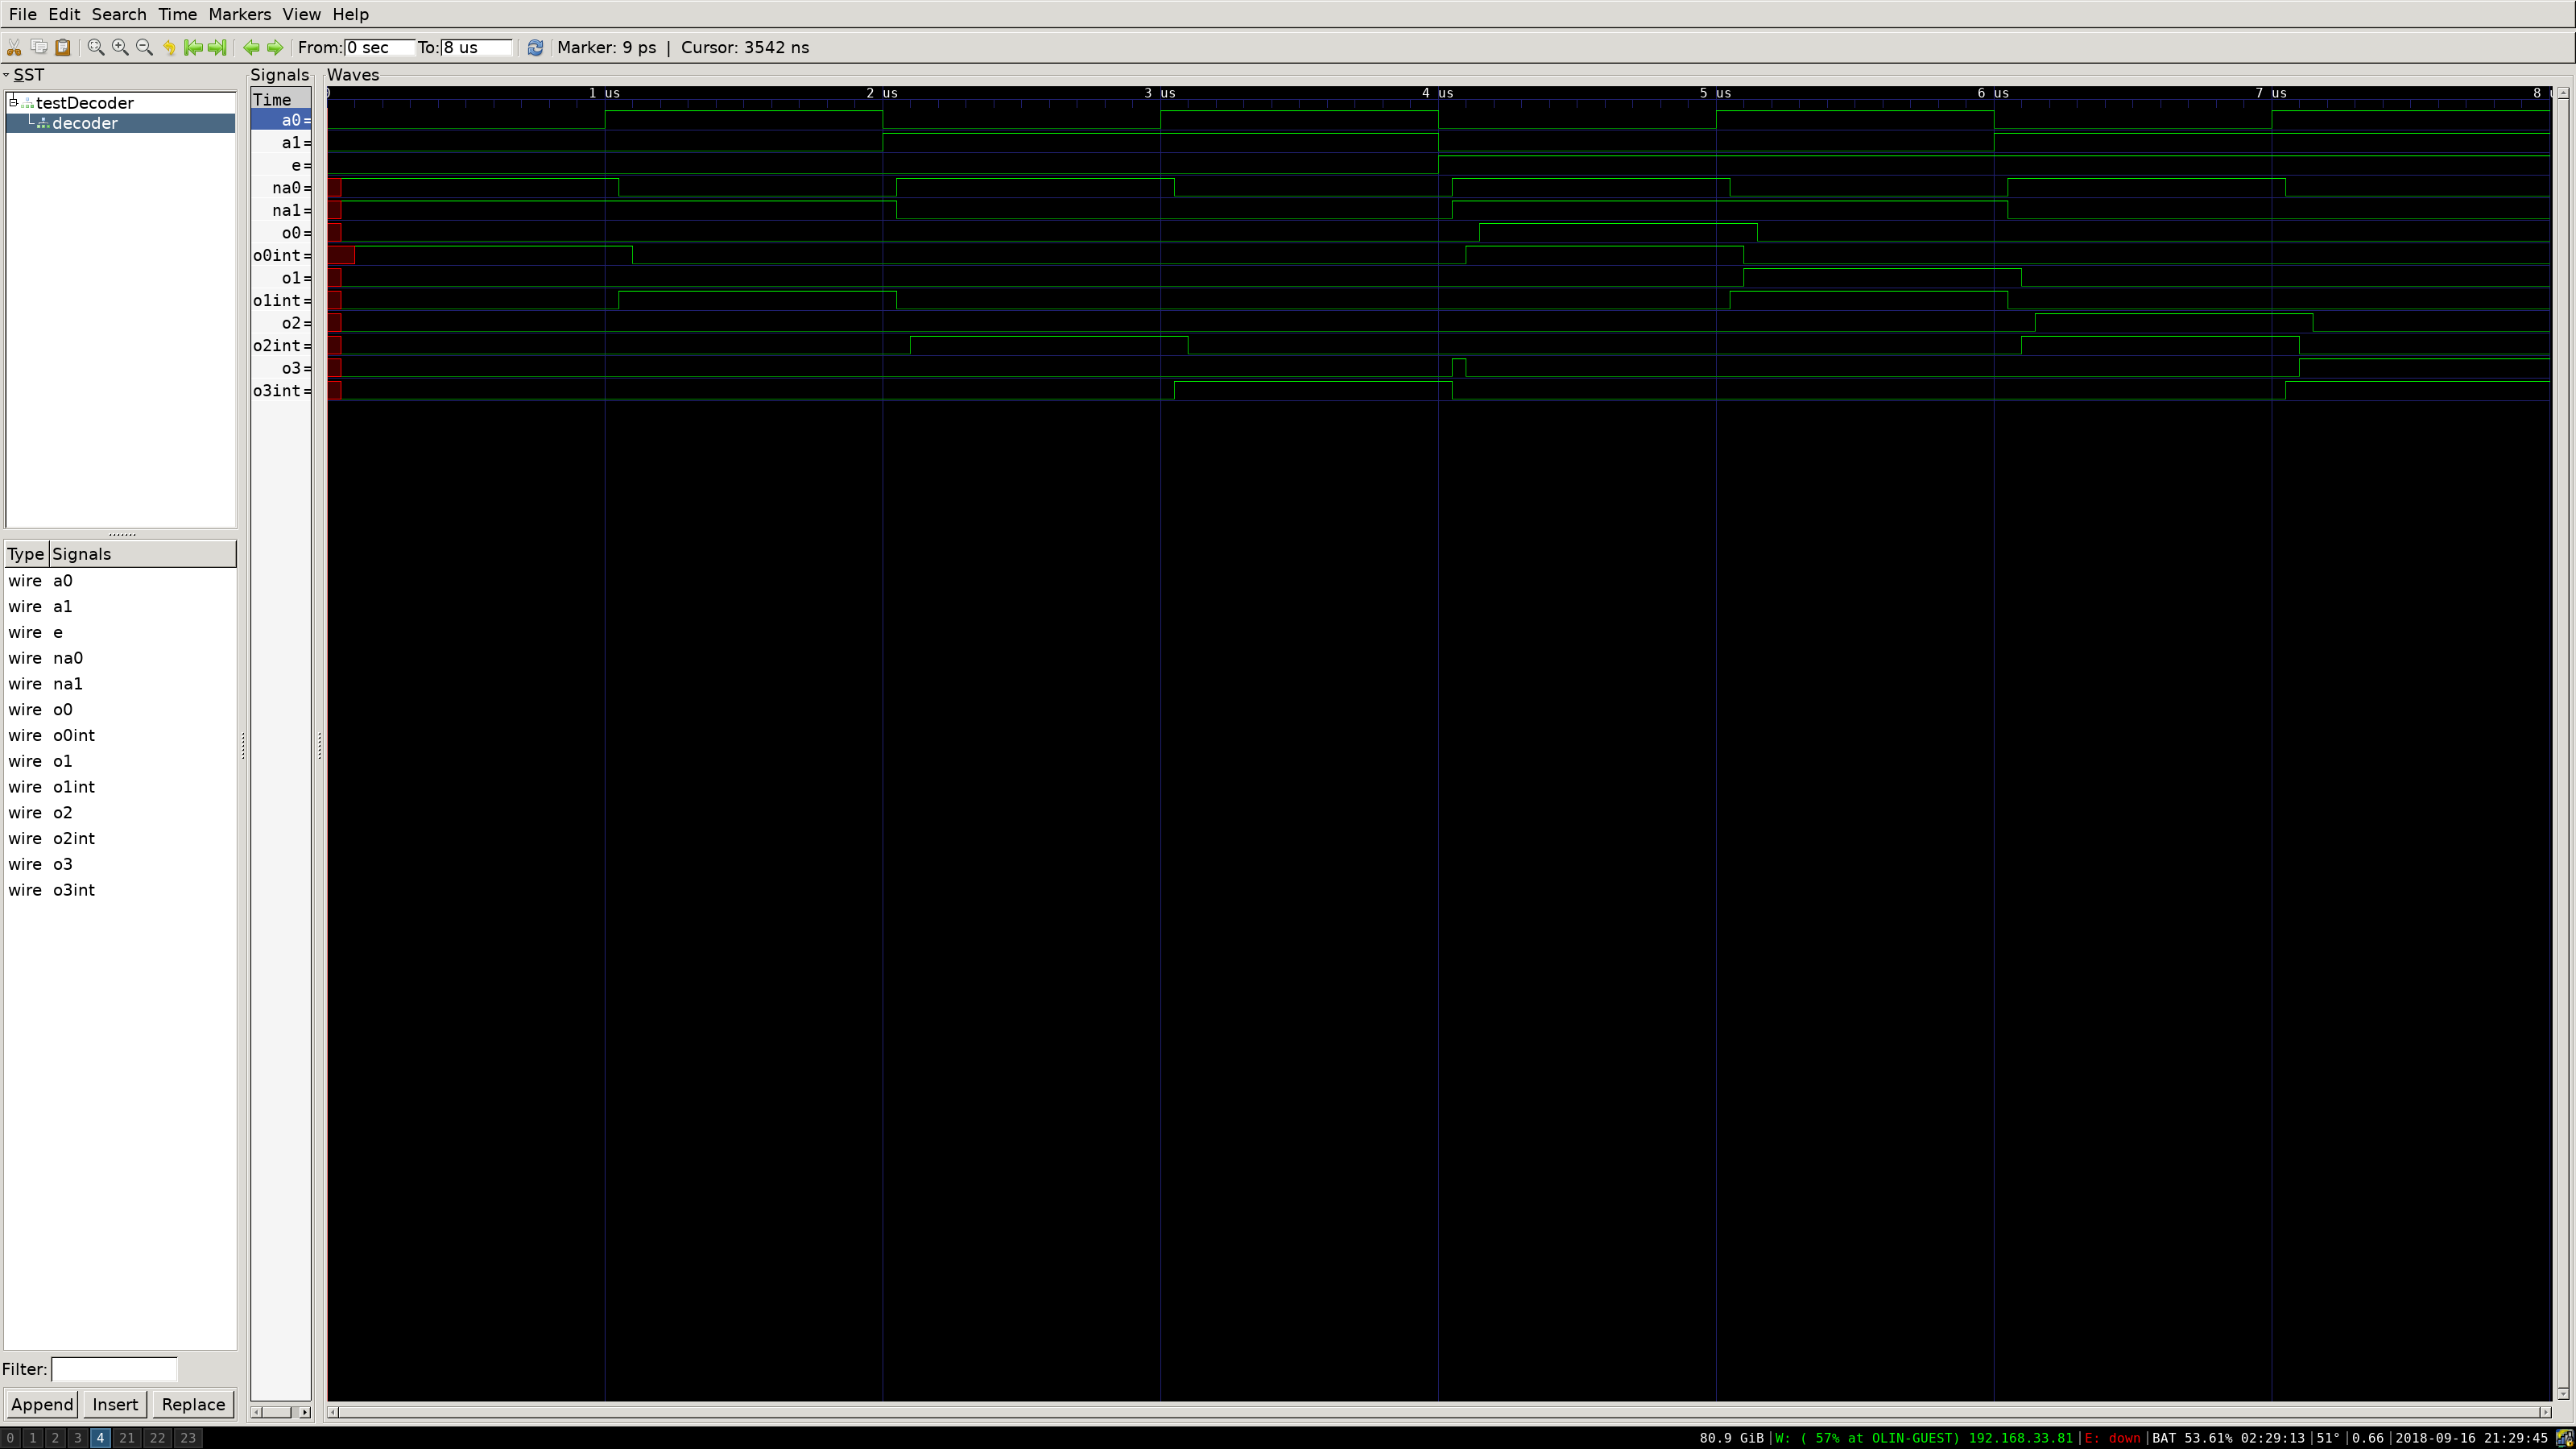 File Edit Search Time Markers View Help
From: 0 sec To: 8 us Marker: 9 ps | Cursor: 3542 ns
SST
testDecoder
decoder
Type Signals
wire a0
wire a1
wire e
wire na0
wire na1
wire o0
wire o0int
wire o1
wire o1int
wire o2
wire o2int
wire o3
wire o3int
Filter:
Append Insert Replace
Signals
Time
a0=
a1=
e=
na0=
na1=
o0=
o0int=
o1=
o1int=
o2=
o2int=
o3=
o3int=
Waves
1 us 2 us 3 us 4 us 5 us 6 us 7 us 8
0 1 2 3 4 21 22 23
80.9 GiB|W: ( 57% at OLIN-GUEST) 192.168.33.81|E: down|BAT 53.61% 02:29:13|51°|0.66|2018-09-16 21:29:45